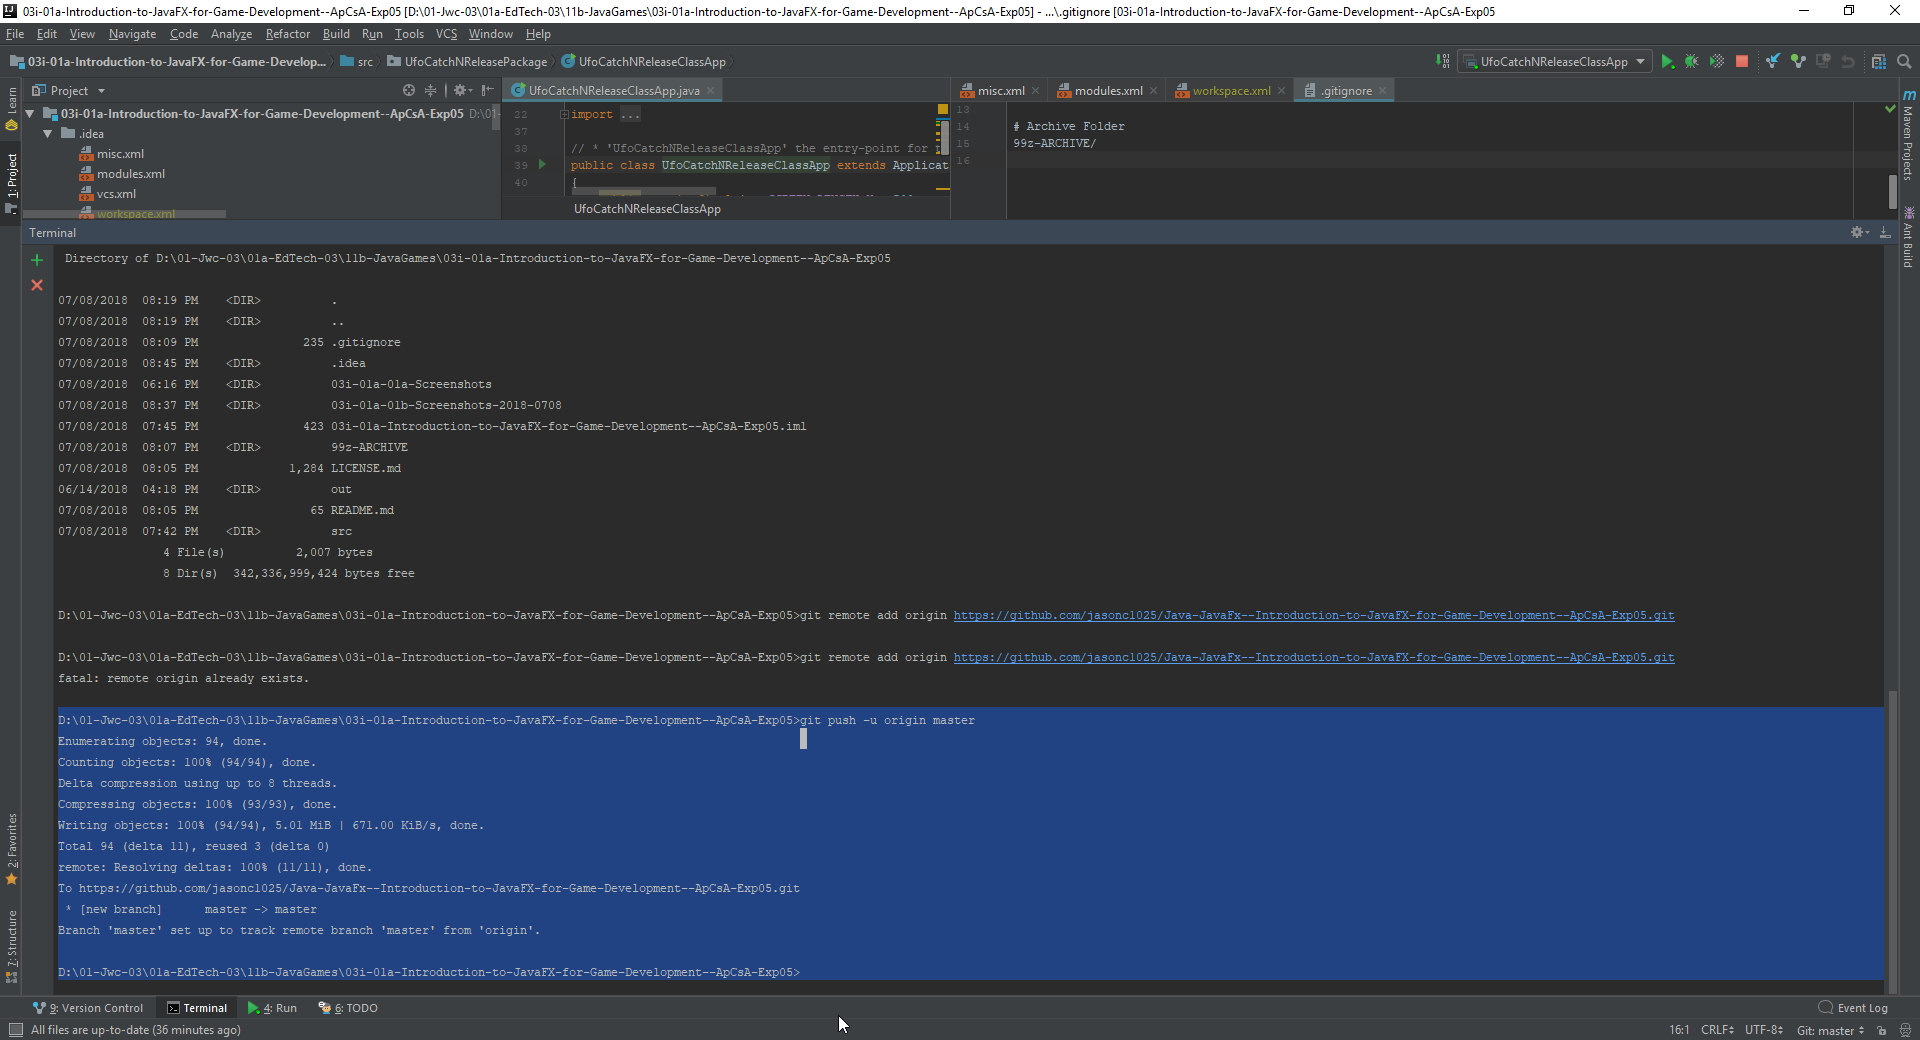 03i-01a-Introduction-to-JavaFX-for-Game-Development--ApCsA-Exp05 [D:\01-Jwc-03\01a-EdTech-03\11b-JavaGames\03i-01a-Introduction-to-JavaFX-for-Game-Development--ApCsA-Exp05] - ...\.gitignore [03i-01a-Introduction-to-JavaFX-for-Game-Development--ApCsA-Exp05
File Edit View Navigate Code Analyze Refactor Build Run Tools VCS Window Help
03i-01a-Introduction-to-JavaFX-for-Game-Develop... src UfoCatchNReleasePackage UfoCatchNReleaseClassApp
UfoCatchNReleaseClassApp
Project
UfoCatchNReleaseClassApp.java
misc.xml modules.xml workspace.xml .gitignore
Learn
1: Project
03i-01a-Introduction-to-JavaFX-for-Game-Development--ApCsA-Exp05 D:\01-
.idea
misc.xml
modules.xml
vcs.xml
workspace.xml
22 import ...
37
38 // * 'UfoCatchNReleaseClassApp' the entry-point for
39 public class UfoCatchNReleaseClassApp extends Applicat
40 {
UfoCatchNReleaseClassApp
13
14 # Archive Folder
15 99z-ARCHIVE/
16
Maven Projects
Ant Build
Terminal
Directory of D:\01-Jwc-03\01a-EdTech-03\11b-JavaGames\03i-01a-Introduction-to-JavaFX-for-Game-Development--ApCsA-Exp05
07/08/2018 08:19 PM <DIR> .
07/08/2018 08:19 PM <DIR> ..
07/08/2018 08:09 PM 235 .gitignore
07/08/2018 08:45 PM <DIR> .idea
07/08/2018 06:16 PM <DIR> 03i-01a-01a-Screenshots
07/08/2018 08:37 PM <DIR> 03i-01a-01b-Screenshots-2018-0708
07/08/2018 07:45 PM 423 03i-01a-Introduction-to-JavaFX-for-Game-Development--ApCsA-Exp05.iml
07/08/2018 08:07 PM <DIR> 99z-ARCHIVE
07/08/2018 08:05 PM 1,284 LICENSE.md
06/14/2018 04:18 PM <DIR> out
07/08/2018 08:05 PM 65 README.md
07/08/2018 07:42 PM <DIR> src
4 File(s) 2,007 bytes
8 Dir(s) 342,336,999,424 bytes free
D:\01-Jwc-03\01a-EdTech-03\11b-JavaGames\03i-01a-Introduction-to-JavaFX-for-Game-Development--ApCsA-Exp05>git remote add origin https://github.com/jasonc1025/Java-JavaFx--Introduction-to-JavaFX-for-Game-Development--ApCsA-Exp05.git
D:\01-Jwc-03\01a-EdTech-03\11b-JavaGames\03i-01a-Introduction-to-JavaFX-for-Game-Development--ApCsA-Exp05>git remote add origin https://github.com/jasonc1025/Java-JavaFx--Introduction-to-JavaFX-for-Game-Development--ApCsA-Exp05.git
fatal: remote origin already exists.
D:\01-Jwc-03\01a-EdTech-03\11b-JavaGames\03i-01a-Introduction-to-JavaFX-for-Game-Development--ApCsA-Exp05>git push -u origin master
Enumerating objects: 94, done.
Counting objects: 100% (94/94), done.
Delta compression using up to 8 threads.
Compressing objects: 100% (93/93), done.
Writing objects: 100% (94/94), 5.01 MiB | 671.00 KiB/s, done.
Total 94 (delta 11), reused 3 (delta 0)
remote: Resolving deltas: 100% (11/11), done.
To https://github.com/jasonc1025/Java-JavaFx--Introduction-to-JavaFX-for-Game-Development--ApCsA-Exp05.git
* [new branch] master -> master
Branch 'master' set up to track remote branch 'master' from 'origin'.
D:\01-Jwc-03\01a-EdTech-03\11b-JavaGames\03i-01a-Introduction-to-JavaFX-for-Game-Development--ApCsA-Exp05>
2: Favorites
7: Structure
9: Version Control Terminal 4: Run 6: TODO Event Log
All files are up-to-date (36 minutes ago) 16:1 CRLF UTF-8 Git: master